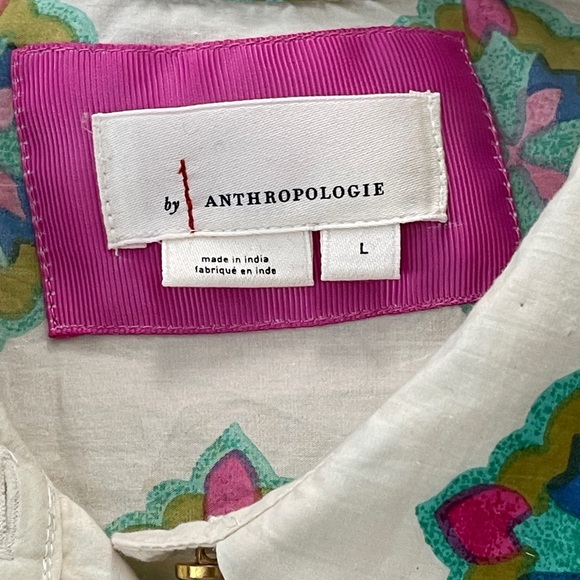 by ANTHROPOLOGIE
made in india
fabriqué en inde
L